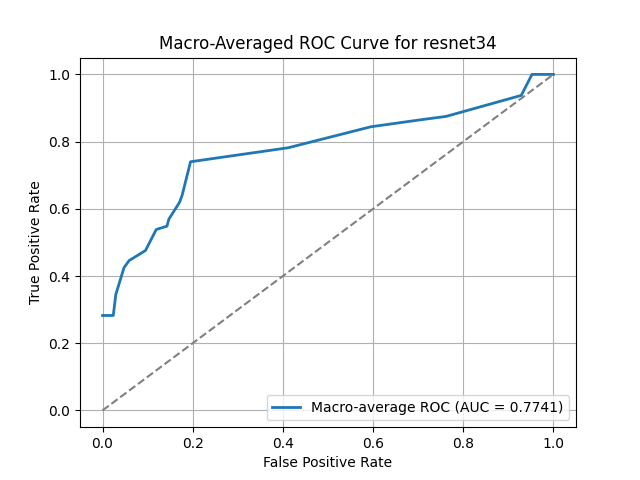 Macro-Averaged ROC Curve for resnet34
True Positive Rate
1.0
0.8
0.6
0.4
0.2
0.0
Macro-average ROC (AUC = 0.7741)
0.0 0.2 0.4 0.6 0.8 1.0
False Positive Rate